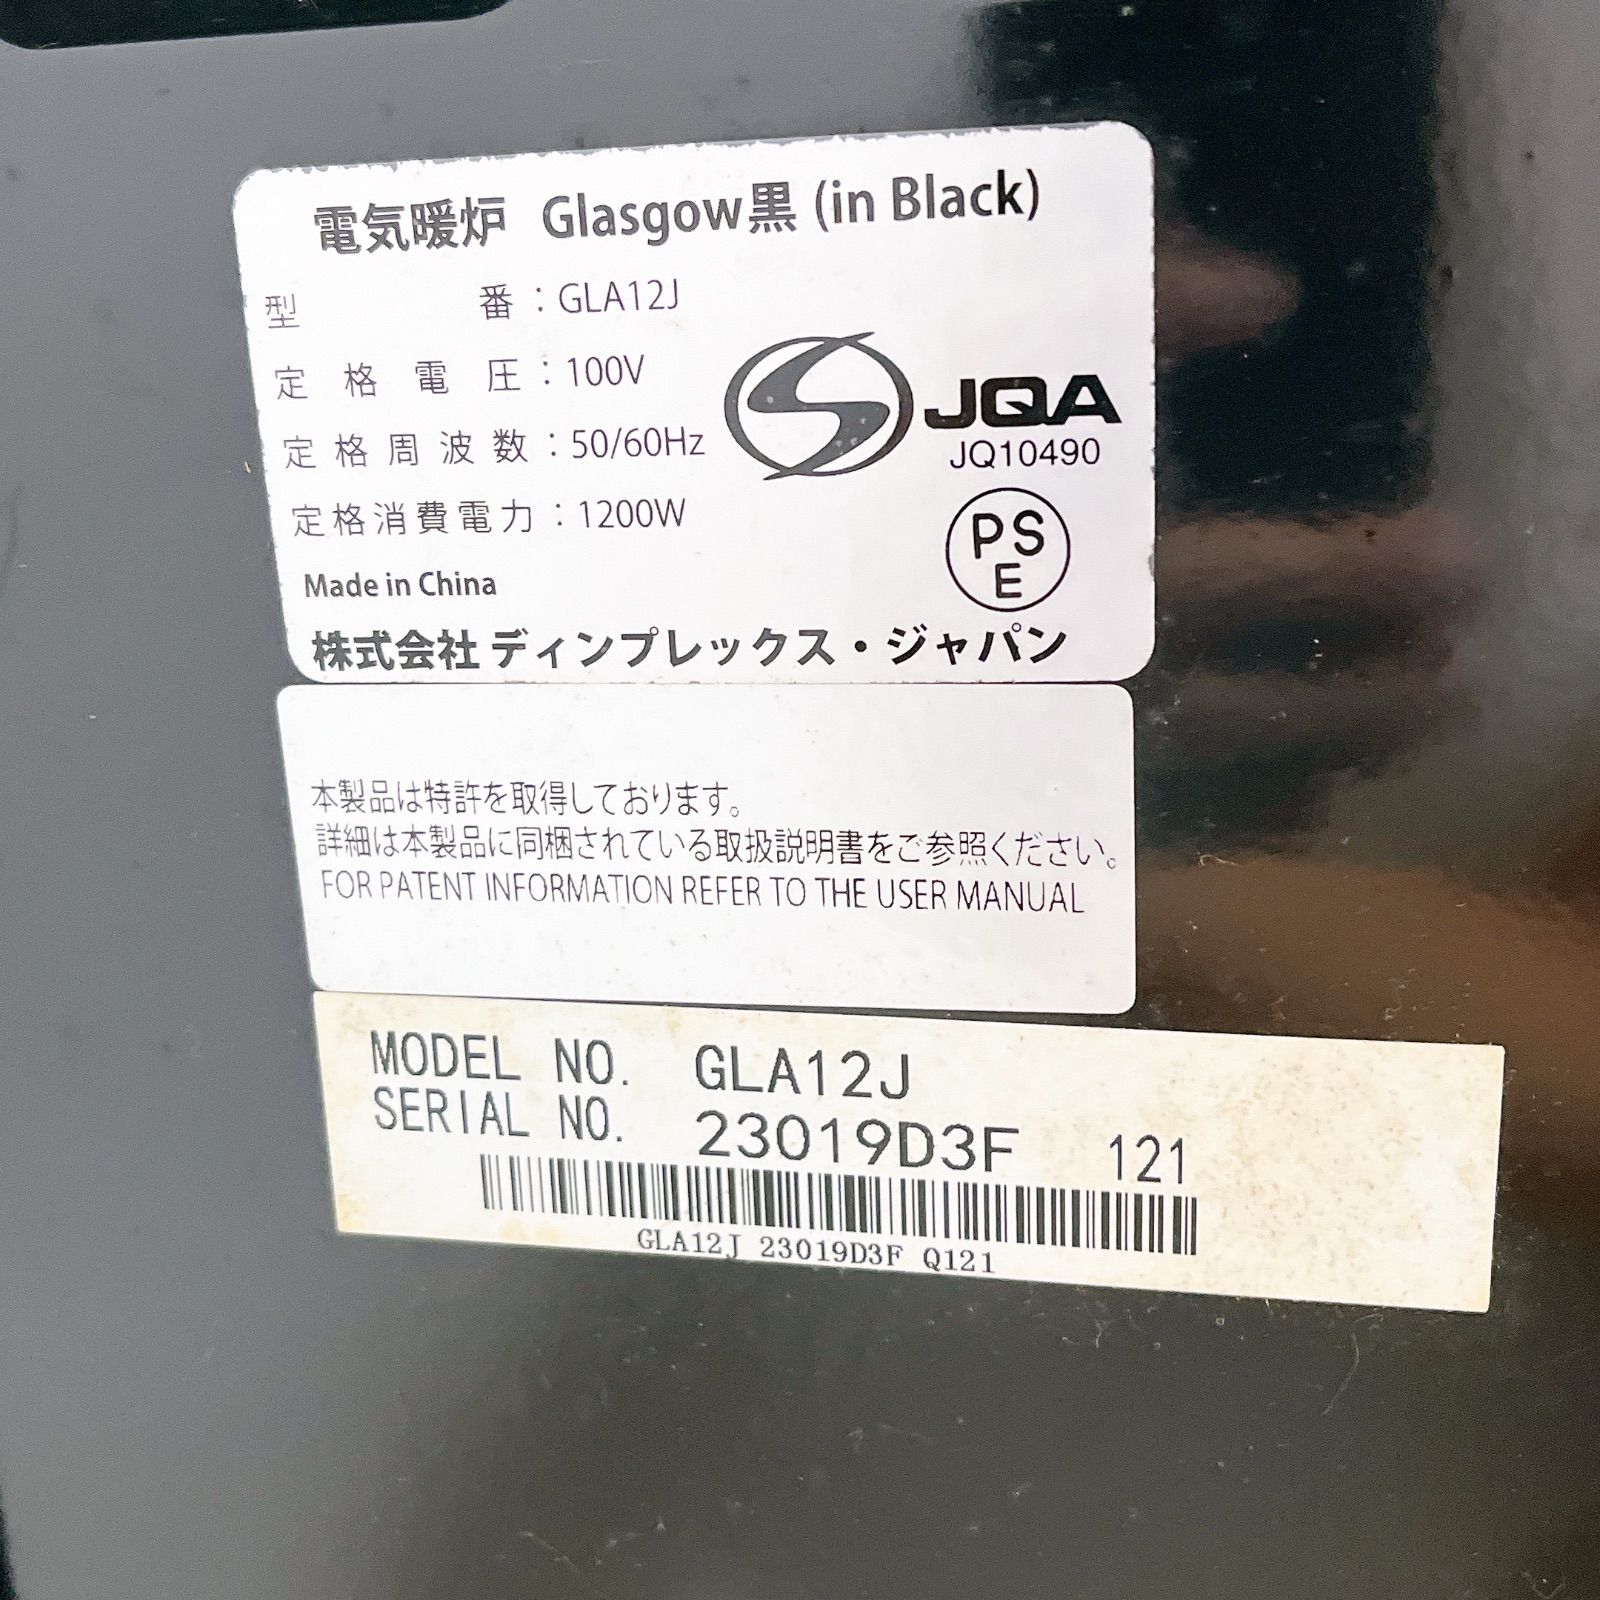 電気暖炉 Glasgow黒 (in Black)
型番：GLA12J
定格電圧：100V
定格周波数：50/60Hz
定格消費電力：1200W
JQA
JQ10490
PS
E
Made in China
株式会社 ディンプレックス・ジャパン
本製品は特許を取得しております。
詳細は本製品に同梱されている取扱説明書をご参照ください。
FOR PATENT INFORMATION REFER TO THE USER MANUAL
MODEL NO. GLA12J
SERIAL NO. 23019D3F 121
GLA12J 23019D3F Q121